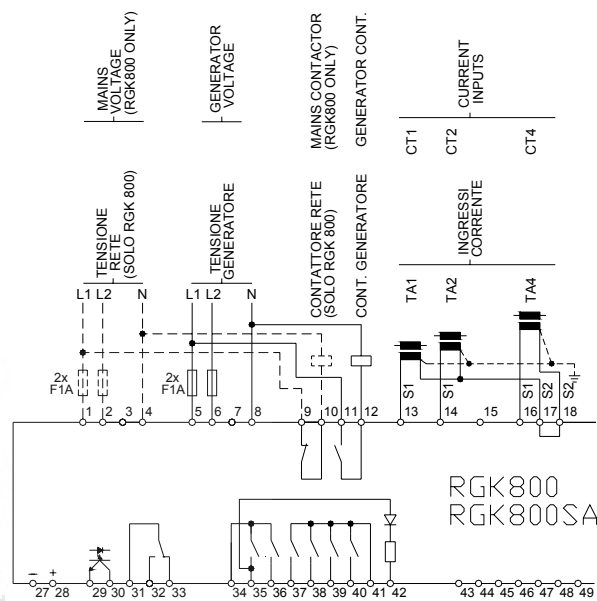 MAINS
VOLTAGE
(RGK800 ONLY)
GENERATOR
VOLTAGE
MAINS CONTACTOR
(RGK800 ONLY)
GENERATOR CONT.
CURRENT
INPUTS
CT1
CT2
CT4
TENSIONE
RETE
(SOLO RGK 800)
TENSIONE
GENERATORE
CONTATTORE RETE
(SOLO RGK 800)
CONT. GENERATORE
INGRESSI
CORRENTE
TA1
TA2
TA4
L1 L2 N
L1 L2 N
2x
F1A
2x
F1A
S1
S1
S1
S2
S2
1 2 3 4 5 6 7 8 9 10 11 12 13 14 15 16 17 18
RGK800
RGK800SA
– +
27 28 29 30 31 32 33 34 35 36 37 38 39 40 41 42 43 44 45 46 47 48 49